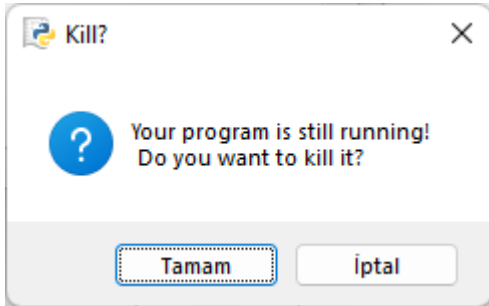 Kill?
Your program is still running!
Do you want to kill it?
Tamam
İptal